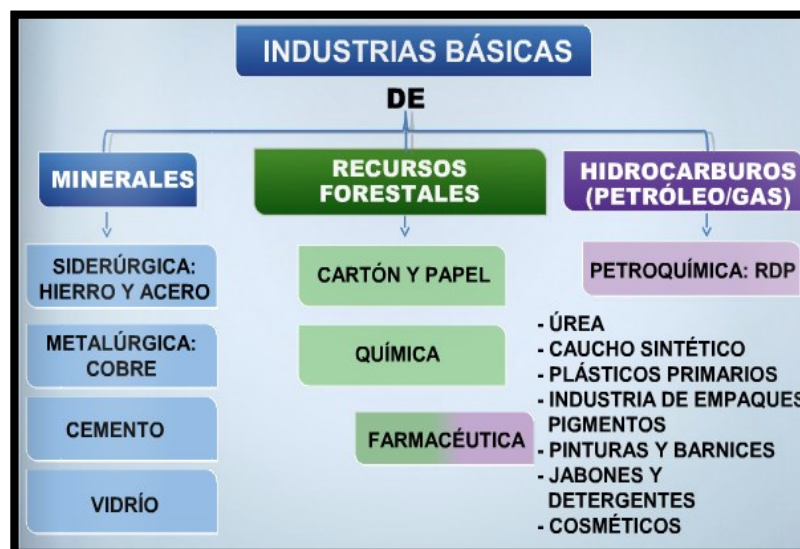 INDUSTRIAS BÁSICAS
DE
MINERALES
SIDERÚRGICA:
HIERRO Y ACERO
METALÚRGICA:
COBRE
CEMENTO
VIDRÍO
RECURSOS
FORESTALES
CARTÓN Y PAPEL
QUÍMICA
FARMACÉUTICA
HIDROCARBUROS
(PETRÓLEO/GAS)
PETROQUÍMICA: RDP
- ÚREA
- CAUCHO SINTÉTICO
- PLÁSTICOS PRIMARIOS
- INDUSTRIA DE EMPAQUES
PIGMENTOS
- PINTURAS Y BARNICES
- JABONES Y
DETERGENTES
- COSMÉTICOS